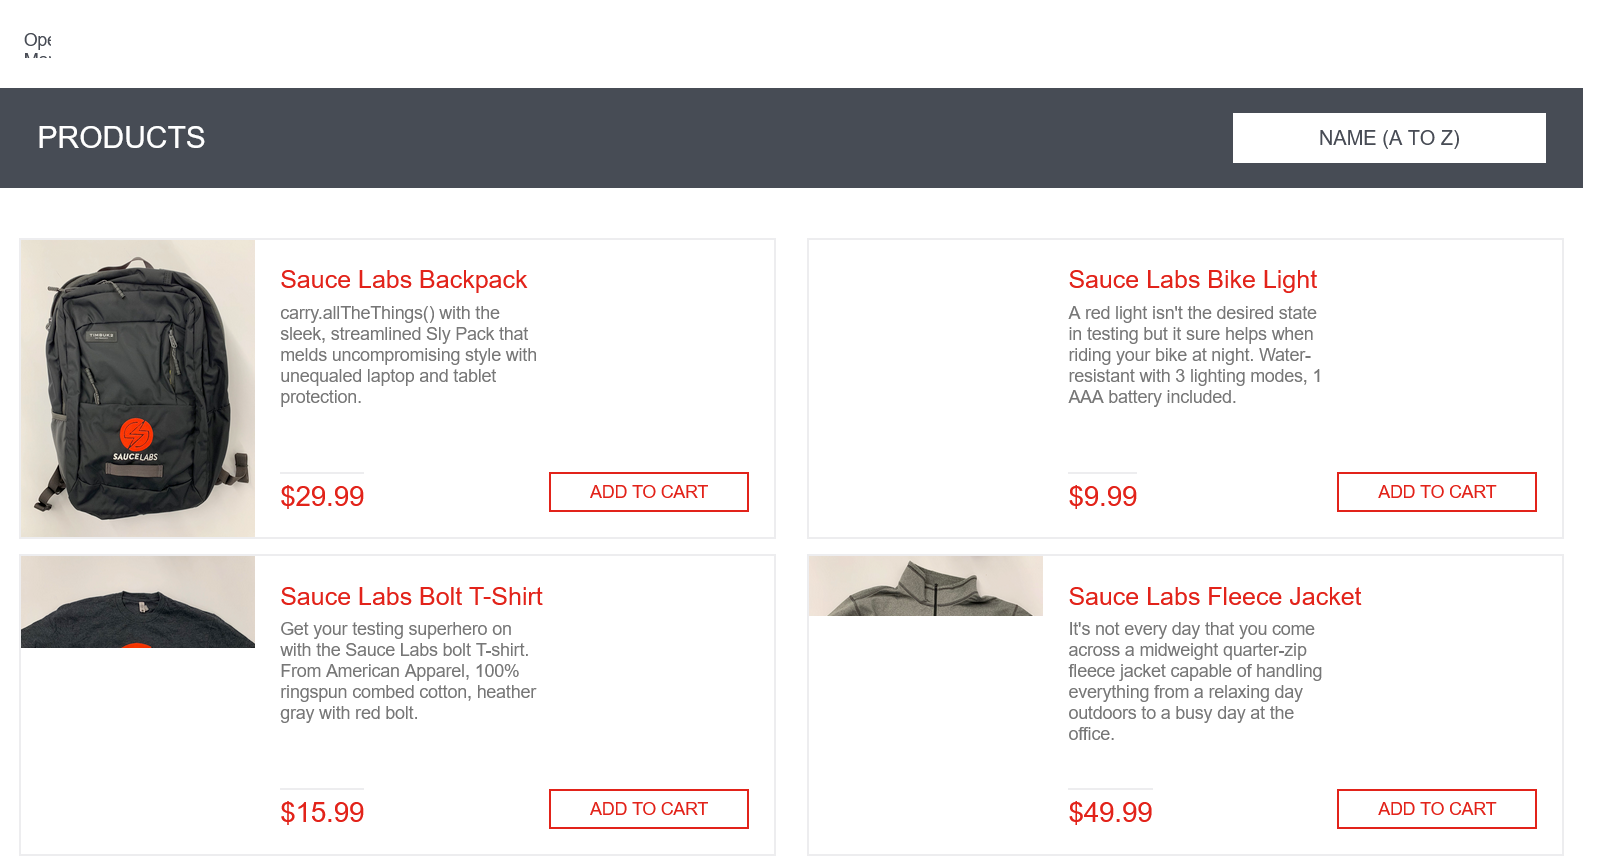 PRODUCTS
NAME (A TO Z)
Sauce Labs Backpack
carry.allTheThings() with the
sleek, streamlined Sly Pack that
melds uncompromising style with
unequaled laptop and tablet
protection.
$29.99
ADD TO CART
TIMBUK2
SAUCELABS
Sauce Labs Bike Light
A red light isn't the desired state
in testing but it sure helps when
riding your bike at night. Water-
resistant with 3 lighting modes, 1
AAA battery included.
$9.99
ADD TO CART
Sauce Labs Bolt T-Shirt
Get your testing superhero on
with the Sauce Labs bolt T-shirt.
From American Apparel, 100%
ringspun combed cotton, heather
gray with red bolt.
$15.99
ADD TO CART
Sauce Labs Fleece Jacket
It's not every day that you come
across a midweight quarter-zip
fleece jacket capable of handling
everything from a relaxing day
outdoors to a busy day at the
office.
$49.99
ADD TO CART